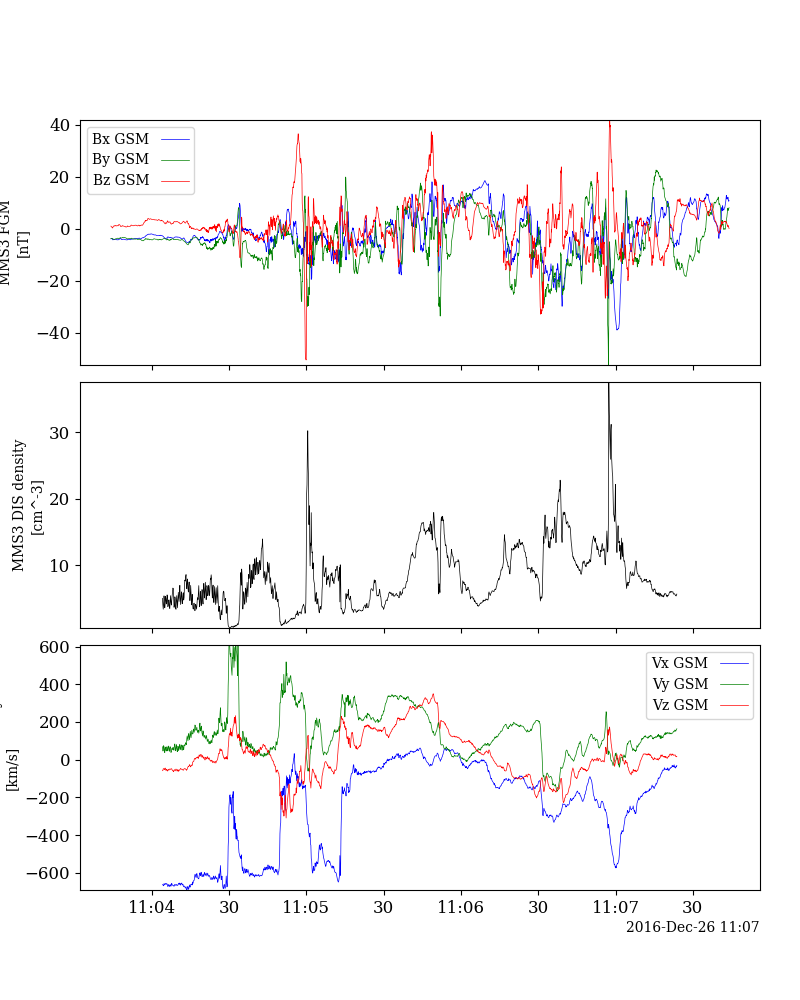 40
20
0
−20
−40
MMS3 FGM
[nT]
Bx GSM
By GSM
Bz GSM
30
20
10
MMS3 DIS density
[cm^-3]
600
400
200
0
−200
−400
−600
[km/s]
Vx GSM
Vy GSM
Vz GSM
11:04 30 11:05 30 11:06 30 11:07 30
2016-Dec-26 11:07